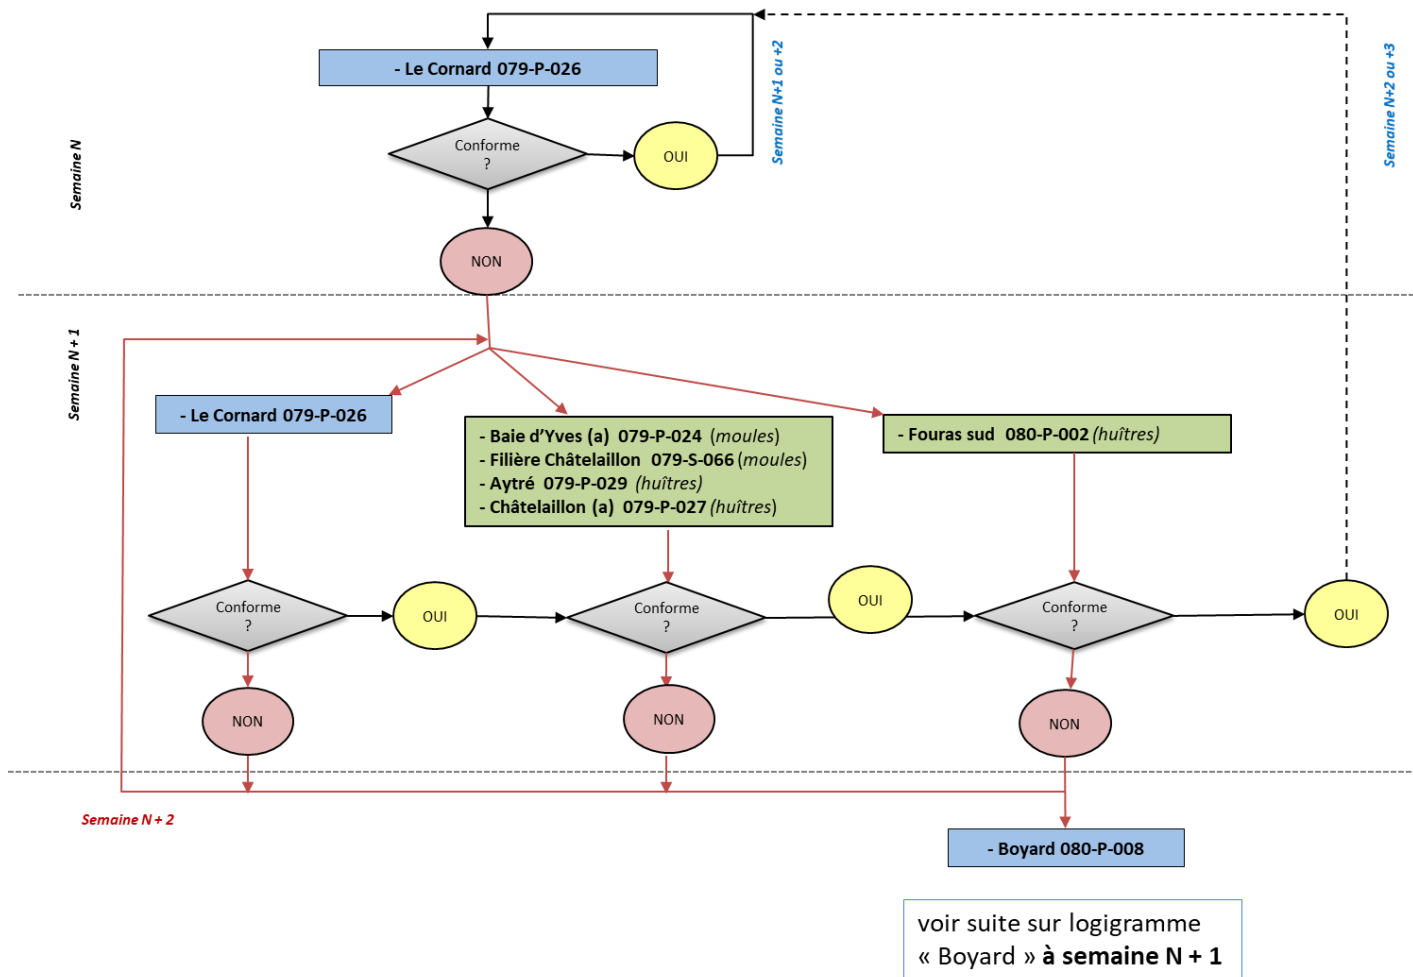 - Le Cornard 079-P-026
Semaine N+1 ou +2
Semaine N+2 ou +3
Semaine N
Conforme
?
OUI
NON
Semaine N + 1
- Le Cornard 079-P-026
- Baie d’Yves (a) 079-P-024 (moules)
- Filière Châtelaillon 079-S-066 (moules)
- Aytré 079-P-029 (huîtres)
- Châtelaillon (a) 079-P-027 (huîtres)
- Fouras sud 080-P-002 (huîtres)
Conforme
?
OUI
Conforme
?
OUI
Conforme
?
OUI
NON
NON
NON
Semaine N + 2
- Boyard 080-P-008
voir suite sur logigramme
« Boyard » à semaine N + 1